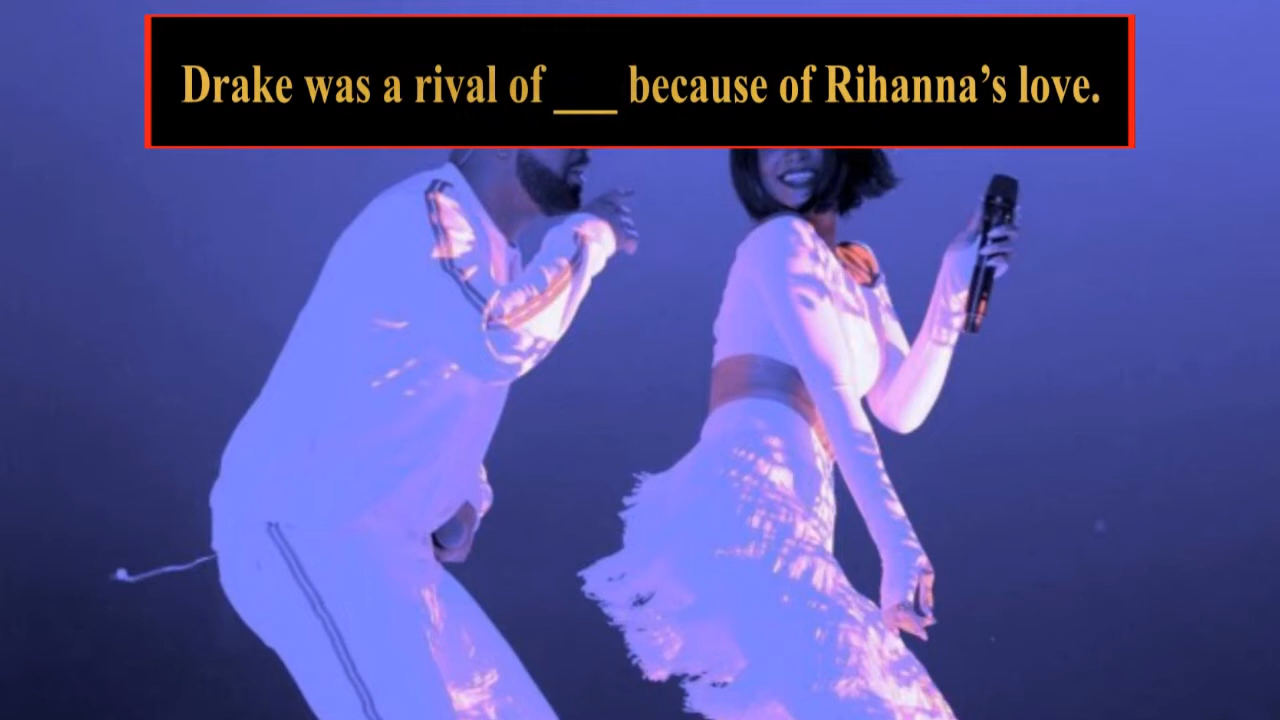 Drake was a rival of ___ because of Rihanna’s love.